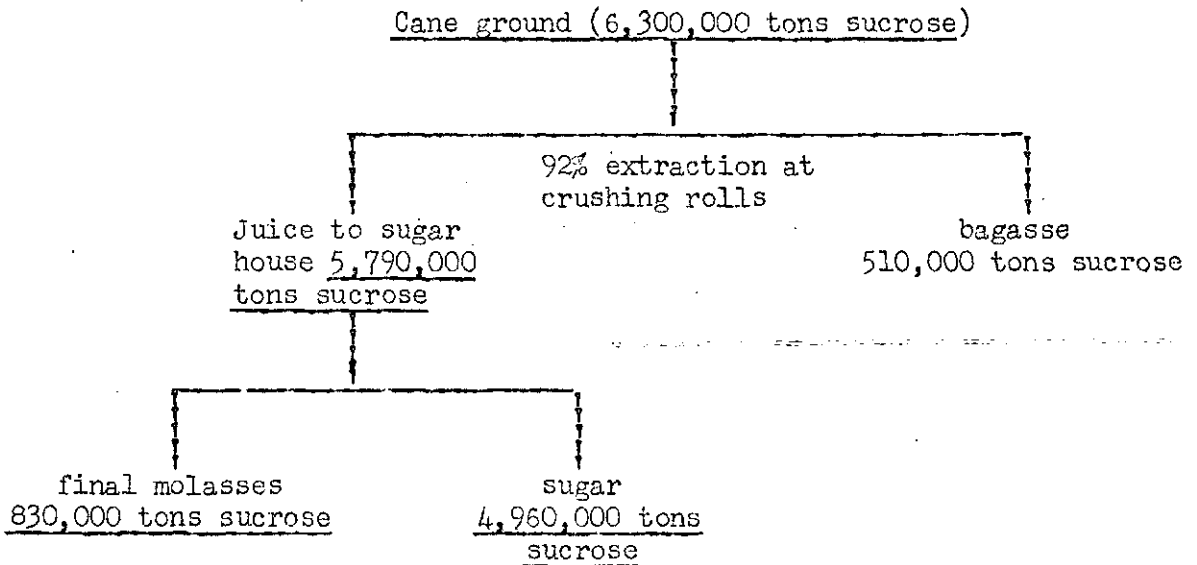 Cane ground (6,300,000 tons sucrose)
92% extraction at
crushing rolls
Juice to sugar
house 5,790,000
tons sucrose
bagasse
510,000 tons sucrose
final molasses
830,000 tons sucrose
sugar
4,960,000 tons
sucrose